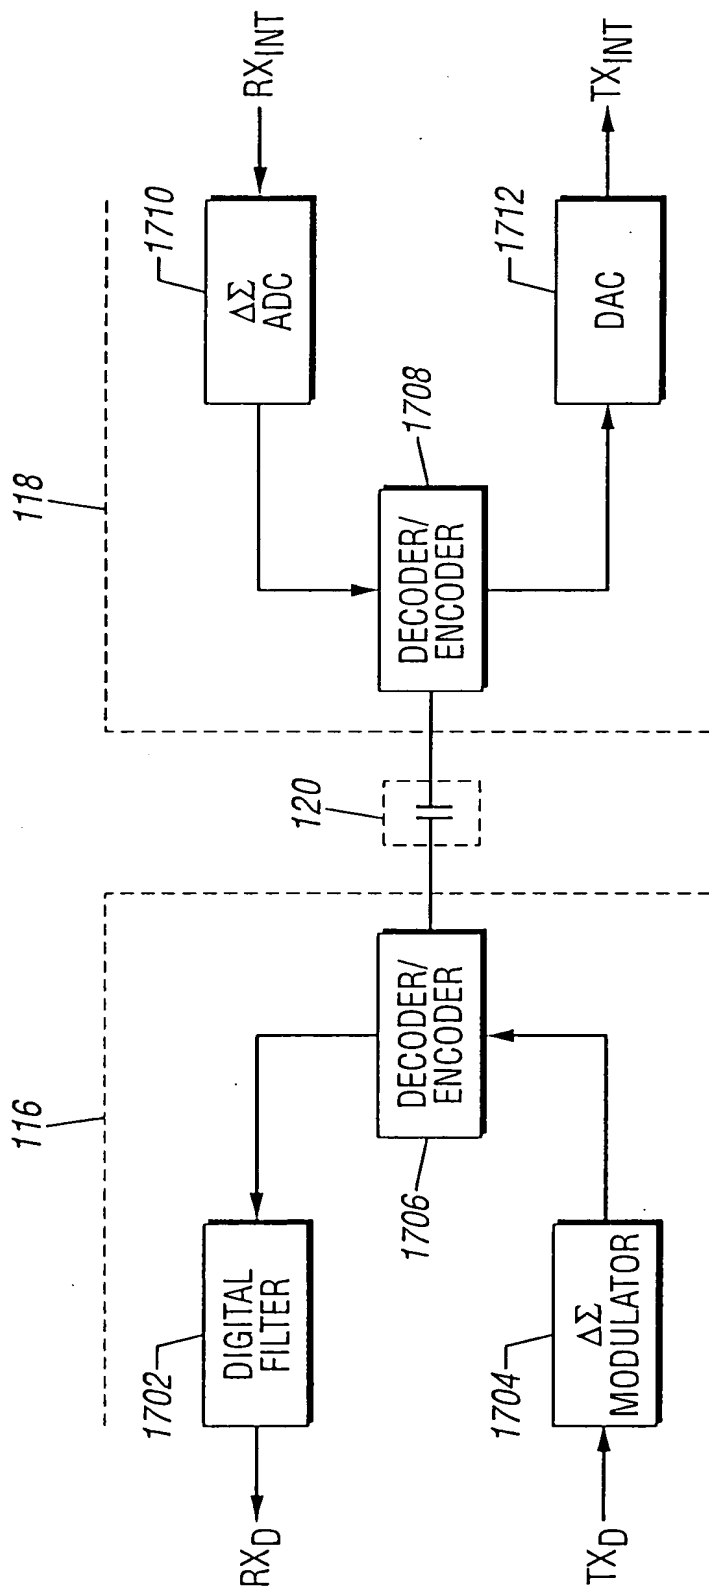 116
118
1702
DIGITAL
FILTER
RX_D
120
1710
ΔΣ
ADC
RX_INT
DECODER/
ENCODER
1706
DECODER/
ENCODER
1708
1704
ΔΣ
MODULATOR
TX_D
1712
DAC
TX_INT